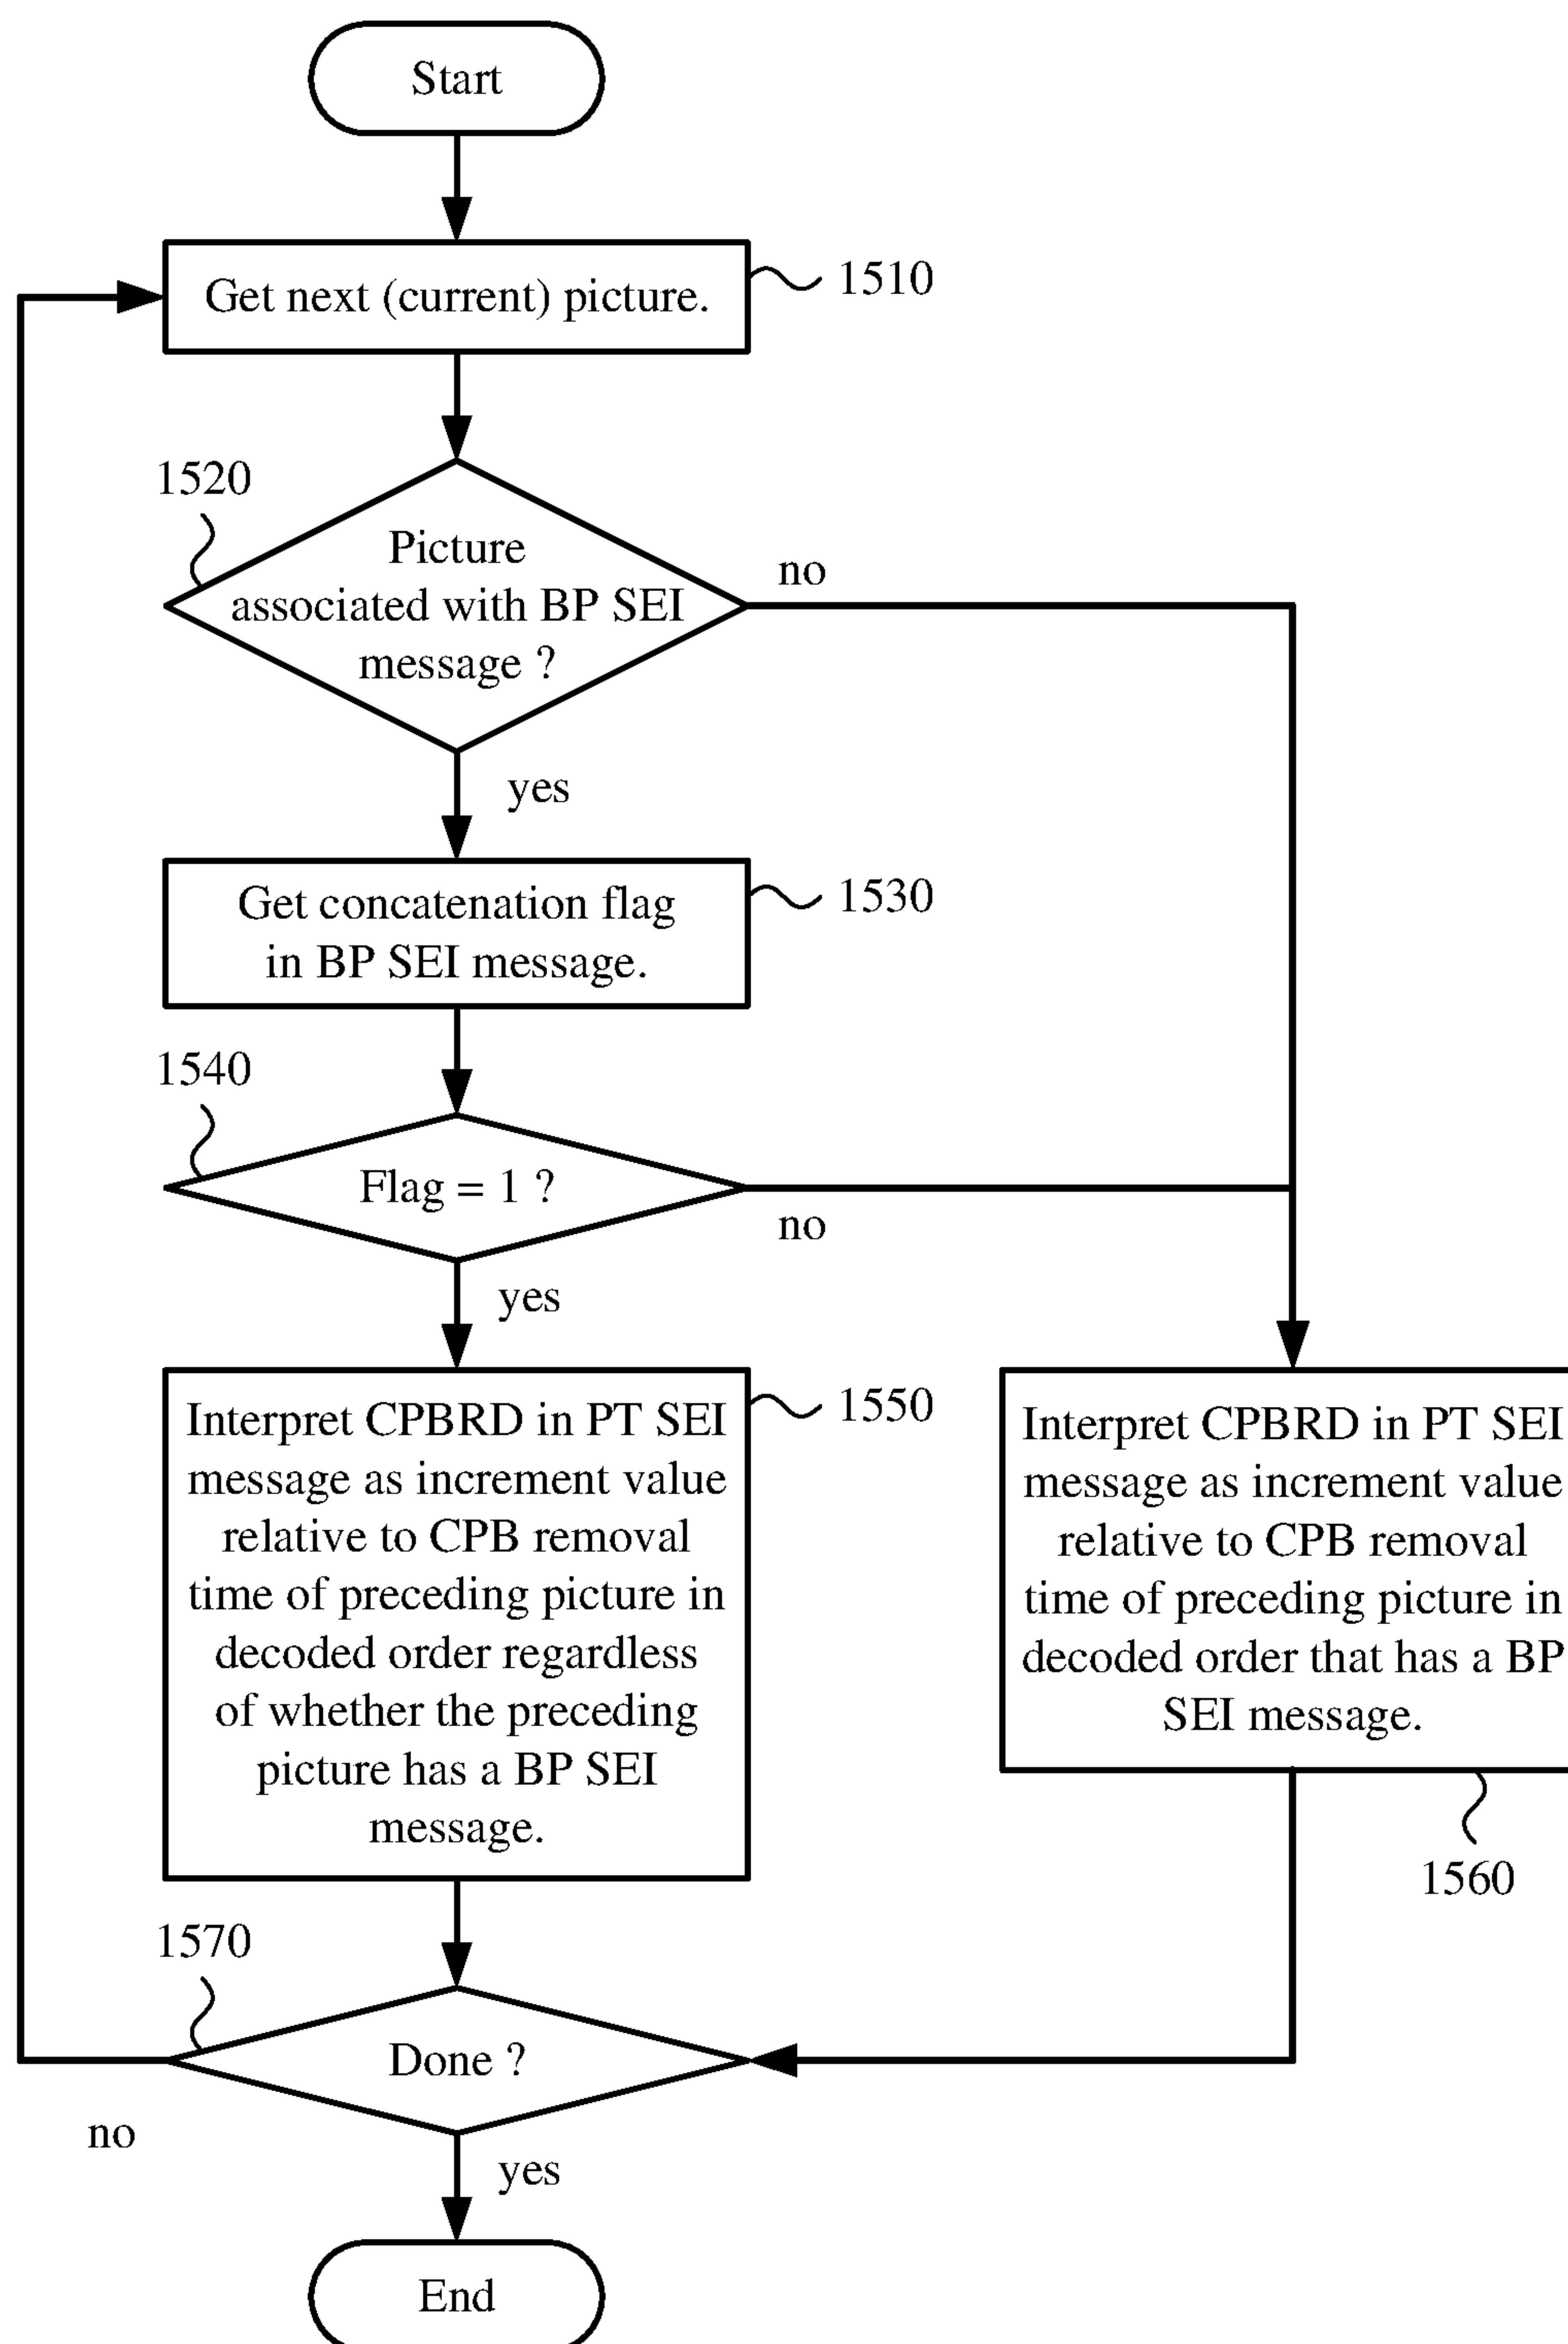 Start
Get next (current) picture.
1510
1520
Picture
associated with BP SEI
message ?
no
yes
Get concatenation flag
in BP SEI message.
1530
1540
Flag = 1 ?
no
yes
Interpret CPBRD in PT SEI
message as increment value
relative to CPB removal
time of preceding picture in
decoded order regardless
of whether the preceding
picture has a BP SEI
message.
1550
Interpret CPBRD in PT SEI
message as increment value
relative to CPB removal
time of preceding picture in
decoded order that has a BP
SEI message.
1560
1570
Done ?
no
yes
End